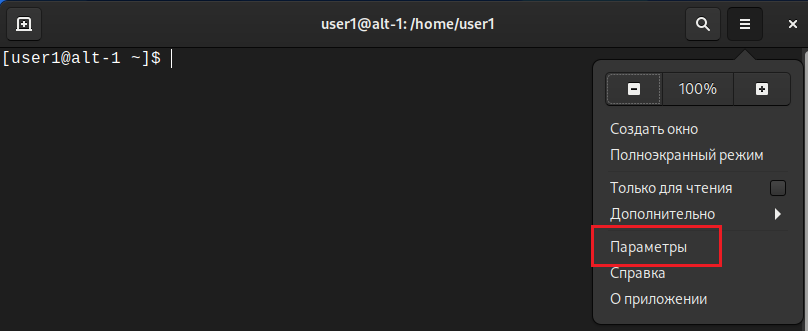 user1@alt-1: /home/user1
[user1@alt-1 ~]$
100%
Создать окно
Полноэкранный режим
Только для чтения
Дополнительно
Параметры
Справка
О приложении